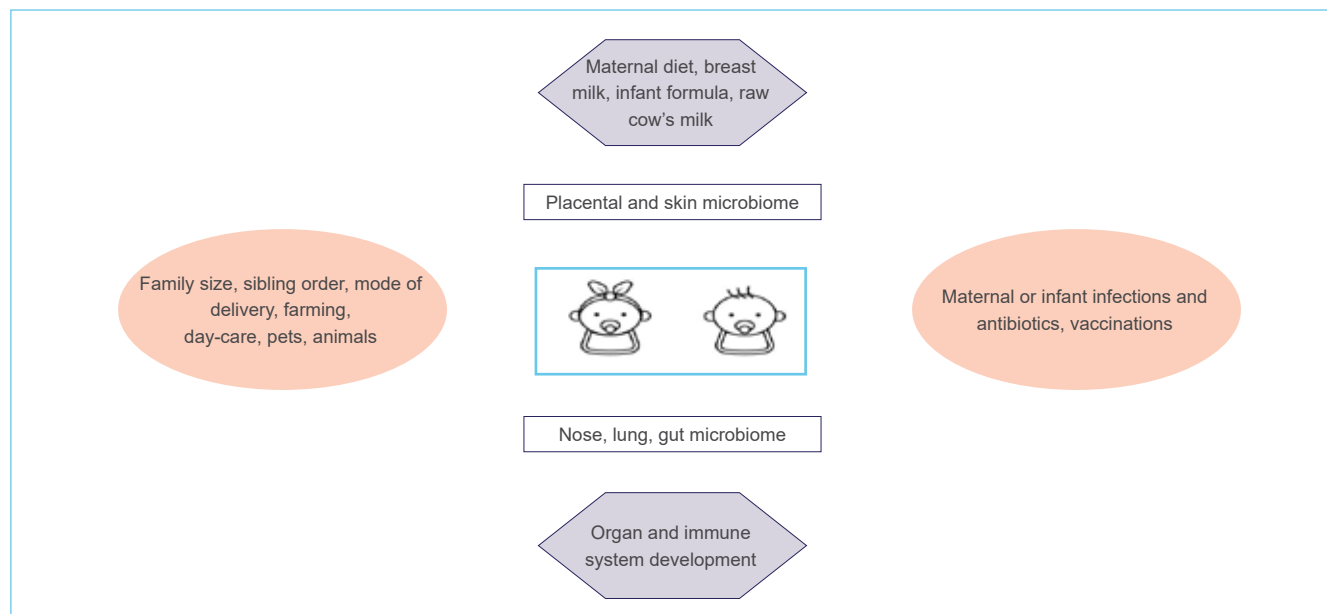 Maternal diet, breast
milk, infant formula, raw
cow’s milk
Placental and skin microbiome
Family size, sibling order, mode of
delivery, farming,
day-care, pets, animals
Maternal or infant infections and
antibiotics, vaccinations
Nose, lung, gut microbiome
Organ and immune
system development